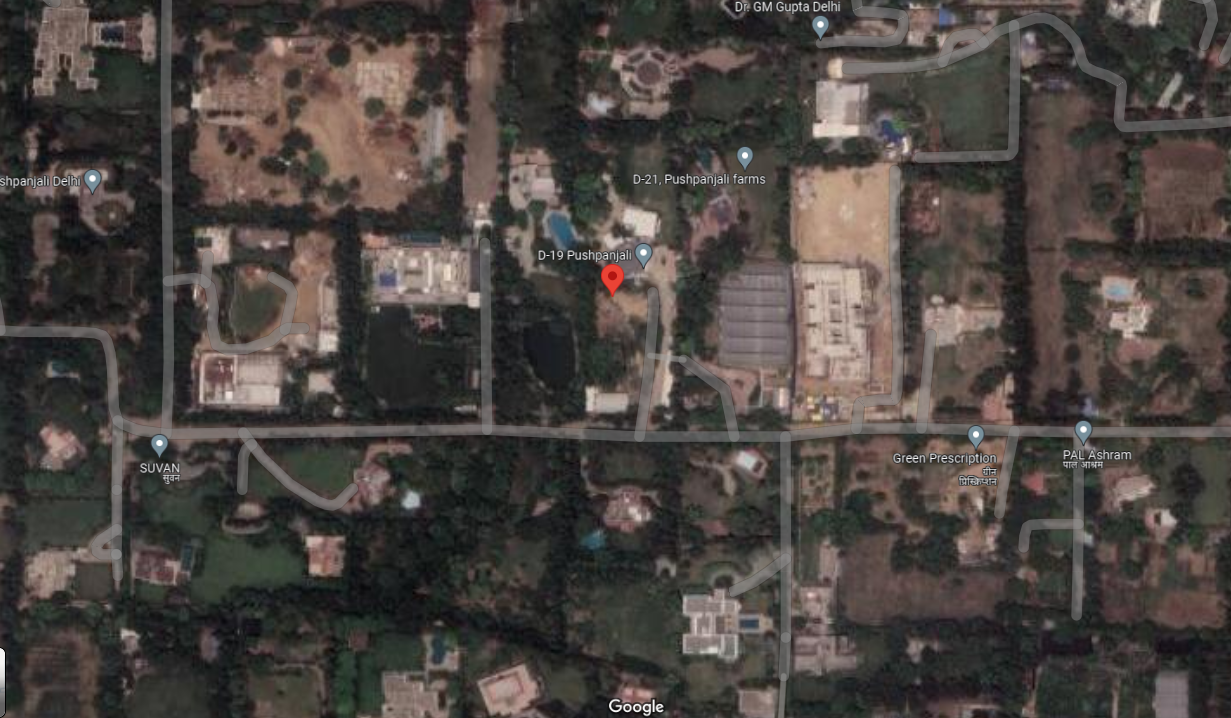 Dr. GM Gupta Delhi
D-21, Pushpanjali farms
shpanjali Delhi
D-19 Pushpanjali
SUVAN
सुवन
Green Prescription
ग्रीन
प्रिस्क्रिप्शन
PAL Ashram
पाल आश्रम
Google